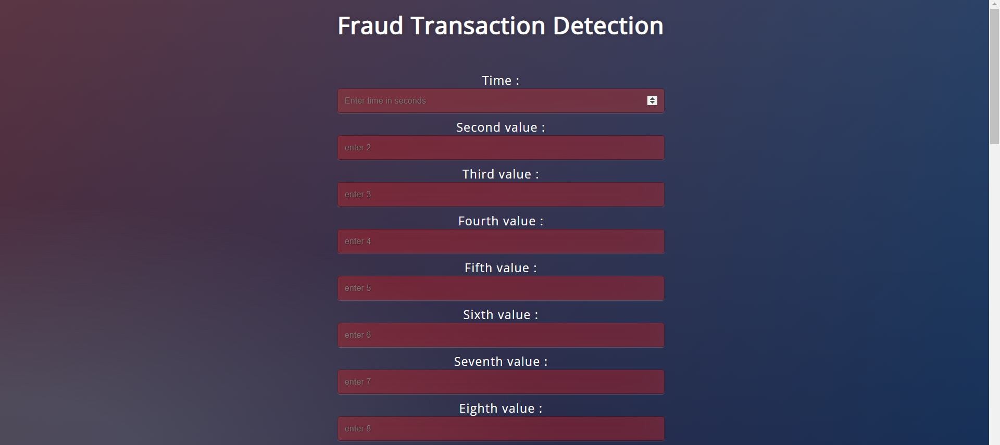 Fraud Transaction Detection
Time :
Enter time in seconds
Second value :
enter 2
Third value :
enter 3
Fourth value :
enter 4
Fifth value :
enter 5
Sixth value :
enter 6
Seventh value :
enter 7
Eighth value :
enter 8